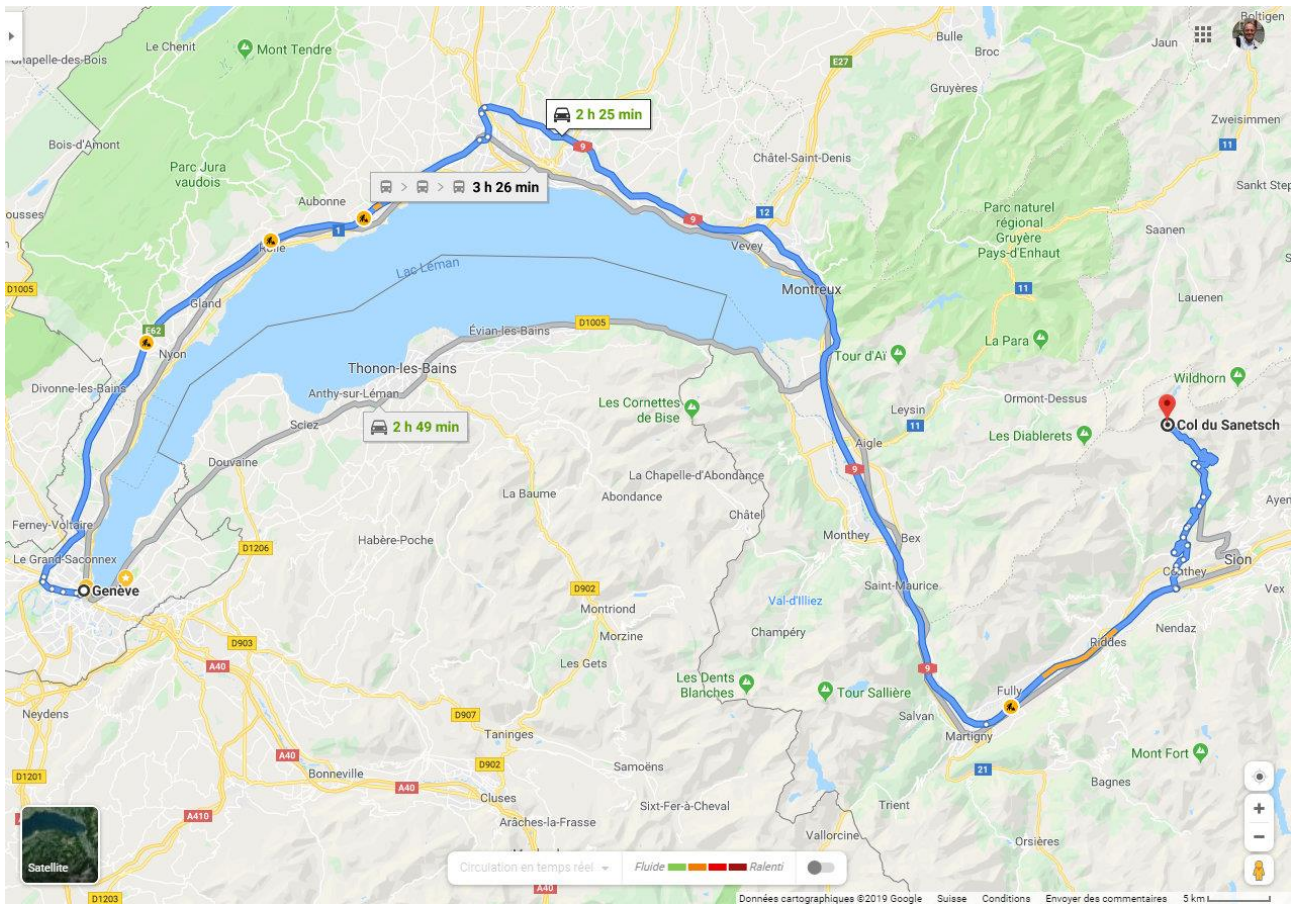 Boltigen
Le Chenit
Mont Tendre
Bulle
Jaun
Broc
E27
Chapelle-des-Bois
Gruyères
2 h 25 min
Zweisimmen
9
Bois-d'Amont
11
Châtel-Saint-Denis
Parc Jura
vaudois
3 h 26 min
Sankt Step
Aubonne
Parc naturel
régional
Gruyère
Pays-d'Enhaut
12
9
1
Saanen
Rolle
Vevey
Lac Léman
D1005
Montreux
11
Lauenen
Gland
E62
Évian-les-Bains
D1005
La Para
Nyon
Tour d'Aï
Thonon-les-Bains
Wildhorn
Divonne-les-Bains
Anthy-sur-Léman
Les Cornettes
de Bise
Ormont-Dessus
Leysin
Sciez
2 h 49 min
11
Col du Sanetsch
Les Diablerets
Aigle
Douvaine
9
La Chapelle-d'Abondance
La Baume
Abondance
Ayen
Châtel
Ferney-Voltaire
Monthey
Bex
Habère-Poche
D1206
Le Grand-Saconnex
Sion
Conthey
Saint-Maurice
Genève
D902
Vex
Val-d'Illiez
Montriond
Nendaz
Champéry
Morzine
D903
Riddes
A40
Les Gets
9
Les Dents
Blanches
Tour Sallière
Fully
Neydens
D907
Salvan
Taninges
Martigny
Mont Fort
A40
D902
Samoëns
21
D1201
Bonneville
Bagnes
A40
Cluses
Sixt-Fer-à-Cheval
Trient
A410
Arâches-la-Frasse
Vallorcine
Orsières
Satellite
Circulation en temps réel
Fluide
Ralenti
A40
D1203
Données cartographiques ©2019 Google
Suisse
Conditions
Envoyer des commentaires
5 km